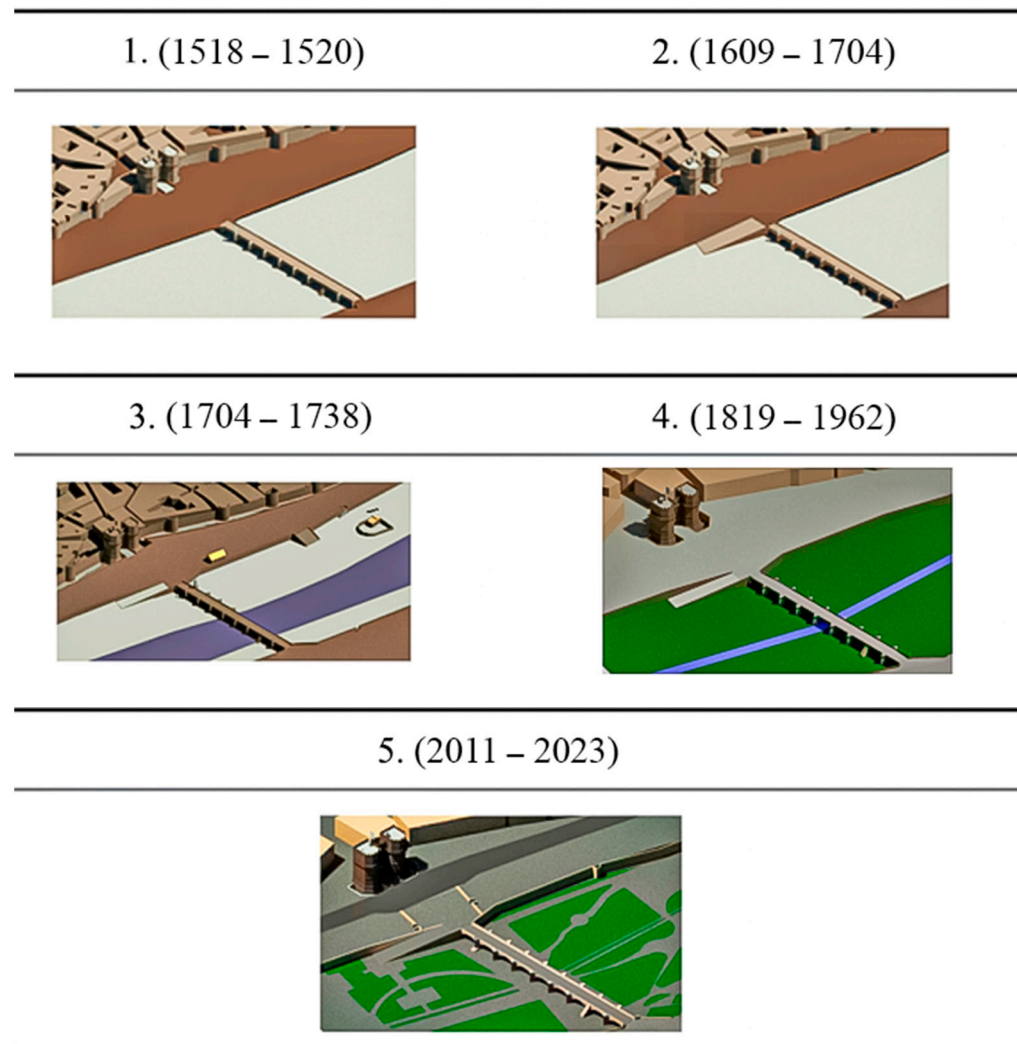 1. (1518 – 1520)
2. (1609 – 1704)
3. (1704 – 1738)
4. (1819 – 1962)
5. (2011 – 2023)